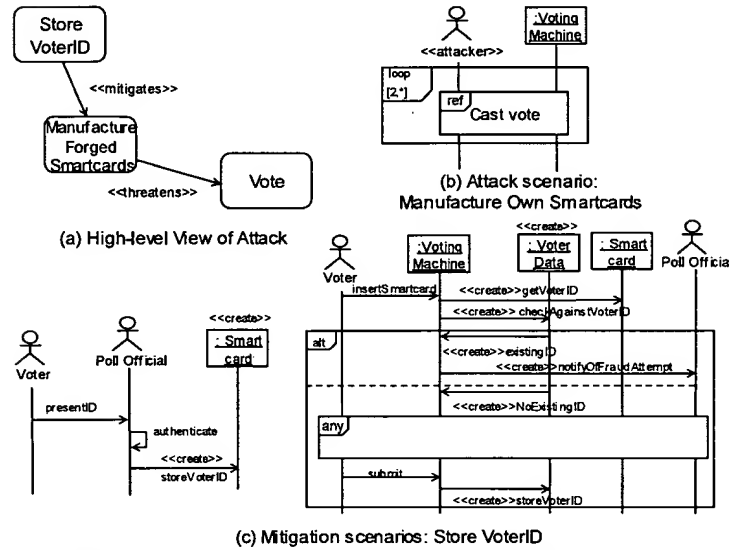 Store
VoterID
<<mitigates>>
Manufacture
Forged
Smartcards
<<threatens>>
Vote
(a) High-level View of Attack
<<attacker>>
:Voting
Machine
loop
[2,*]
ref
Cast vote
(b) Attack scenario:
Manufacture Own Smartcards
Voter
Poll Official
<<create>>
: Smart
card
presentID
authenticate
<<create>>
storeVoterID
Voter
:Voting
Machine
<<create>>
: Voter
Data
: Smart
card
Poll Official
insertSmartcard
<<create>>getVoterID
<<create>> checkAgainstVoterID
alt
<<create>>existingID
<<create>>notifyOfFraudAttempt
<<create>>NoExistingID
any
submit
<<create>>storeVoterID
(c) Mitigation scenarios: Store VoterID